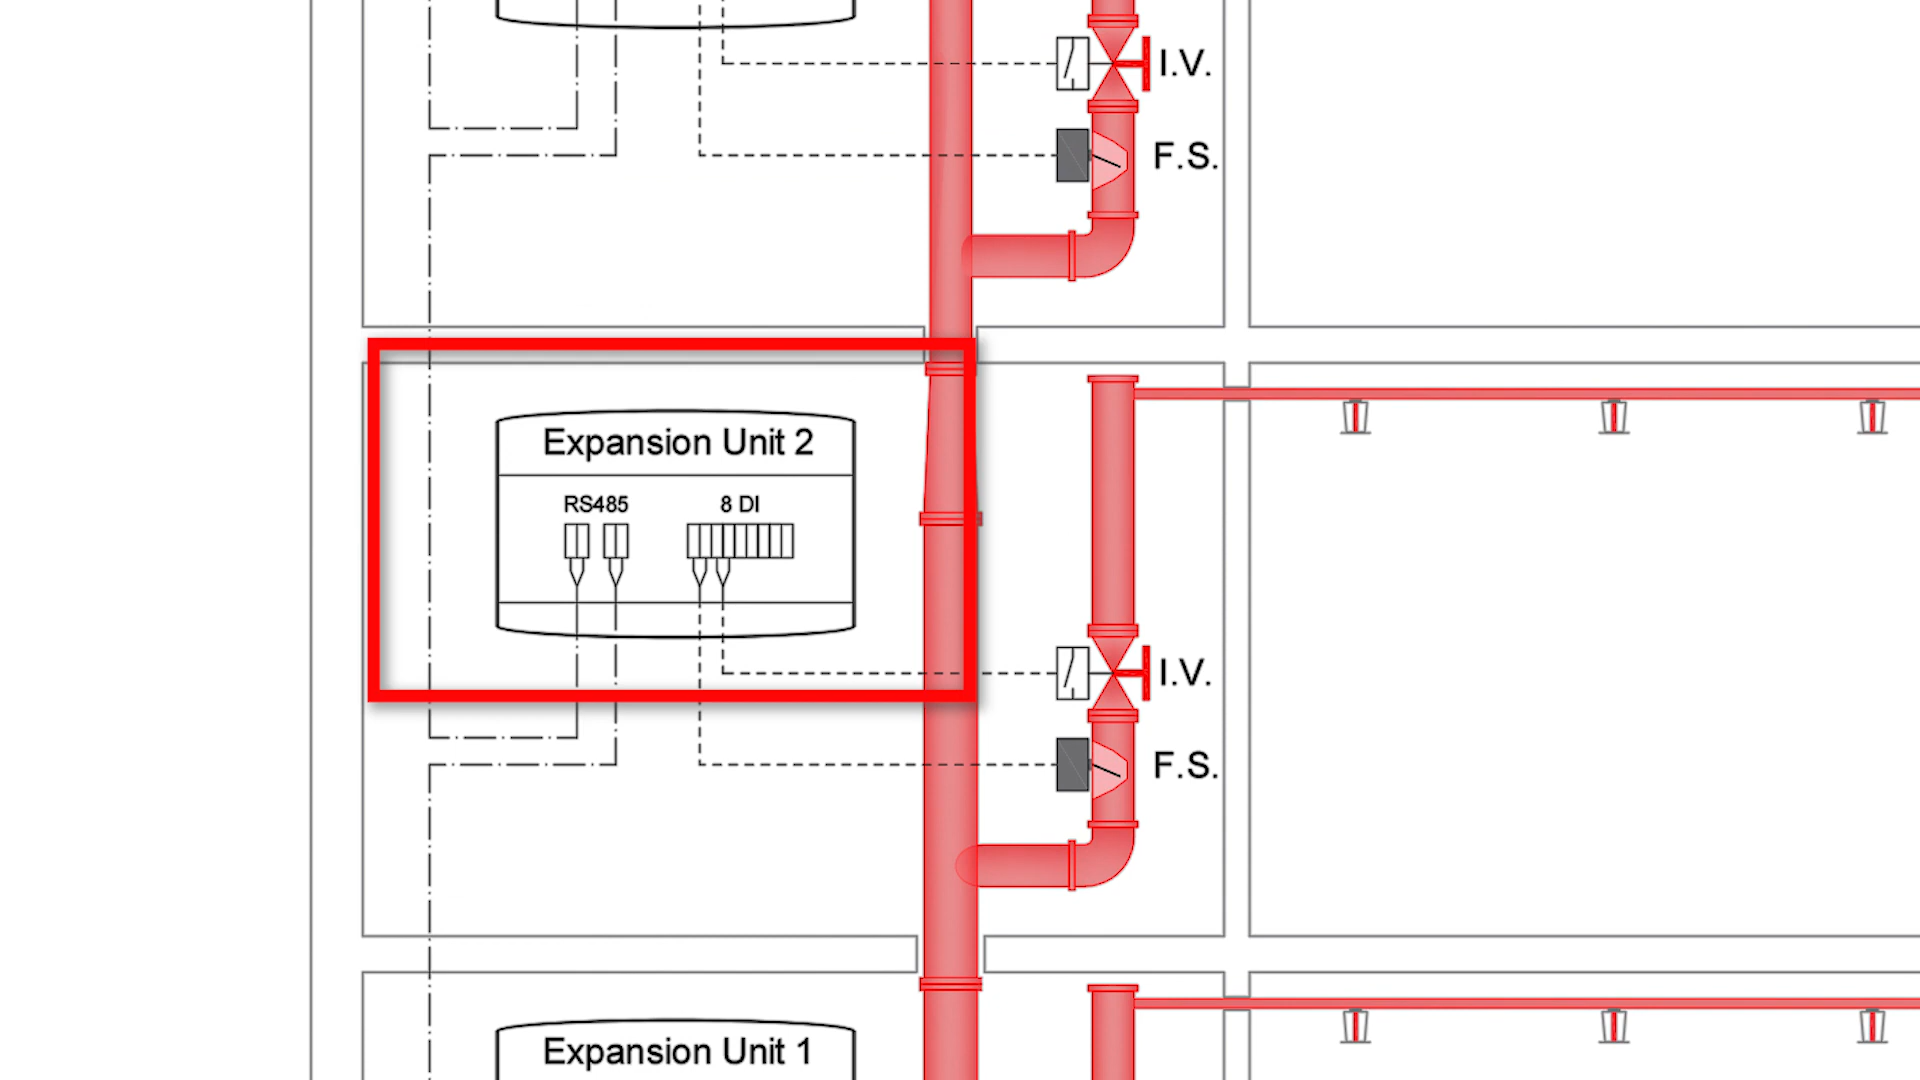 I.V.
F.S.
Expansion Unit 2
RS485 8 DI
I.V.
F.S.
Expansion Unit 1